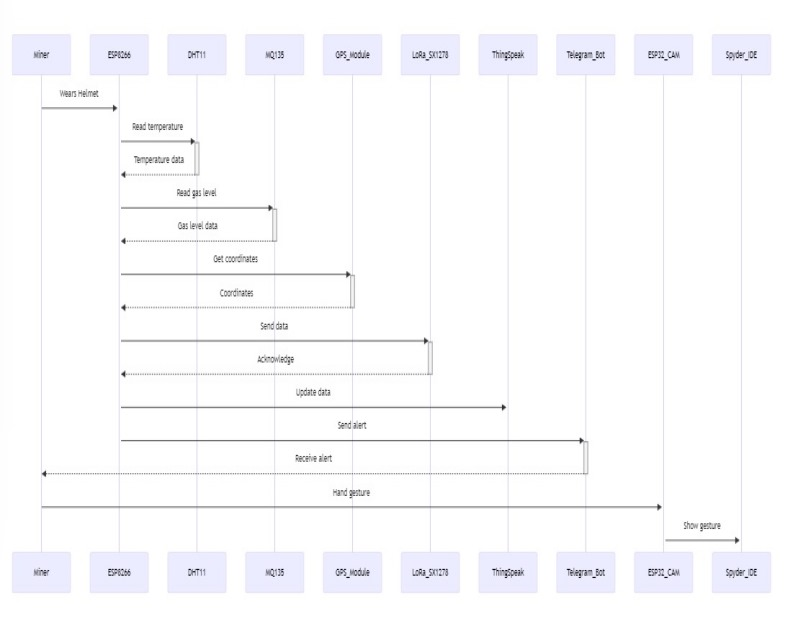 Miner
ESP8266
DHT11
MQ135
GPS_Module
LoRa_SX1278
ThingSpeak
Telegram_Bot
ESP32_CAM
Spyder_IDE
Wears Helmet
Read temperature
Temperature data
Read gas level
Gas level data
Get coordinates
Coordinates
Send data
Acknowledge
Update data
Send alert
Receive alert
Hand gesture
Show gesture
Miner
ESP8266
DHT11
MQ135
GPS_Module
LoRa_SX1278
ThingSpeak
Telegram_Bot
ESP32_CAM
Spyder_IDE